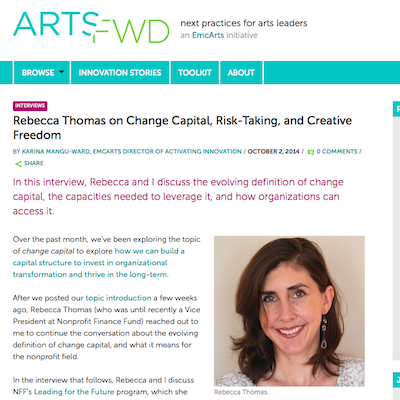 ARTSFWD
next practices for arts leaders
an EmcArts initiative
BROWSE
INNOVATION STORIES
TOOLKIT
ABOUT
INTERVIEWS
Rebecca Thomas on Change Capital, Risk-Taking, and Creative
Freedom
BY KARINA MANGU-WARD, EMCARTS DIRECTOR OF ACTIVATING INNOVATION / OCTOBER 2, 2014 / 0 COMMENTS /
SHARE
In this interview, Rebecca and I discuss the evolving definition of change
capital, the capacities needed to leverage it, and how organizations can
access it.
Over the past month, we've been exploring the topic
of change capital to explore how we can build a
capital structure to invest in organizational
transformation and thrive in the long-term.
After we posted our topic introduction a few weeks
ago, Rebecca Thomas (who was until recently a Vice
President at Nonprofit Finance Fund) reached out to
me to continue the conversation about the evolving
definition of change capital, and what it means for
the nonprofit field.
In the interview that follows, Rebecca and I discuss
NFF's Leading for the Future program, which she
Rebecca Thomas.